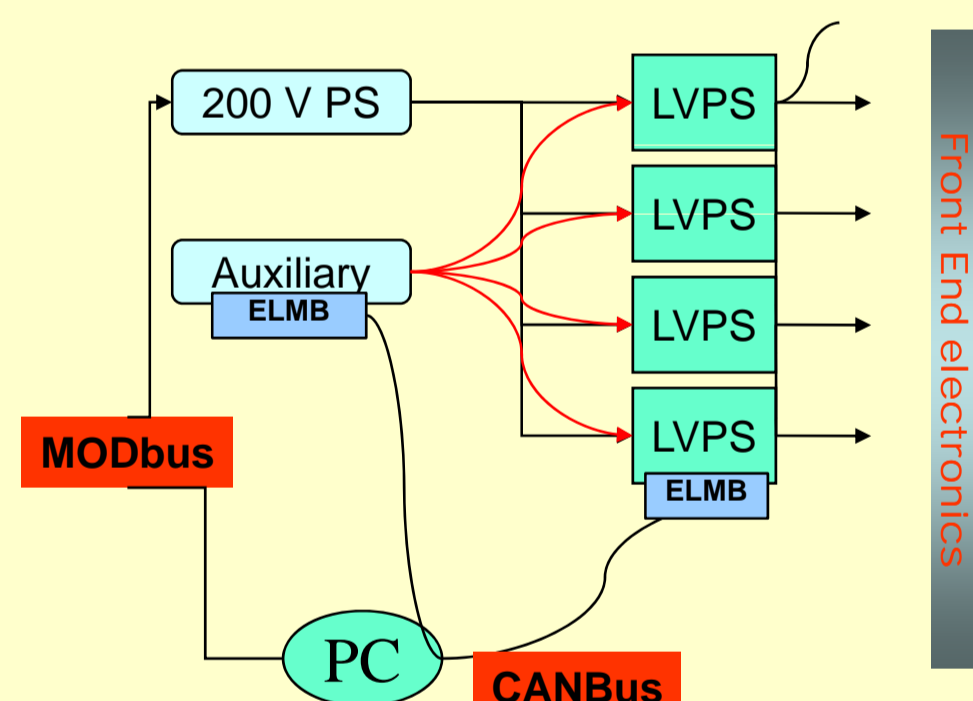 200 V PS
LVPS
LVPS
Auxiliary
ELMB
LVPS
LVPS
ELMB
MODbus
PC
CANBus
Front End electronics